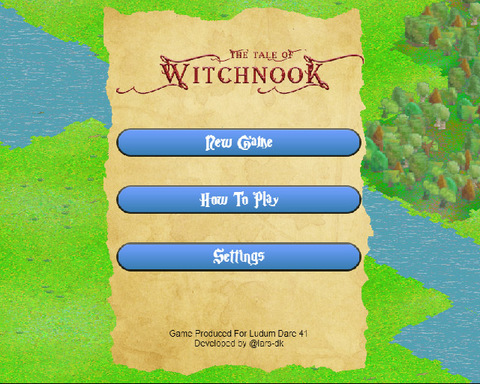 THE TALE OF
WITCHNOOK
New Game
How To Play
Settings
Game Produced For Ludum Dare 41
Developed by @lars-dk